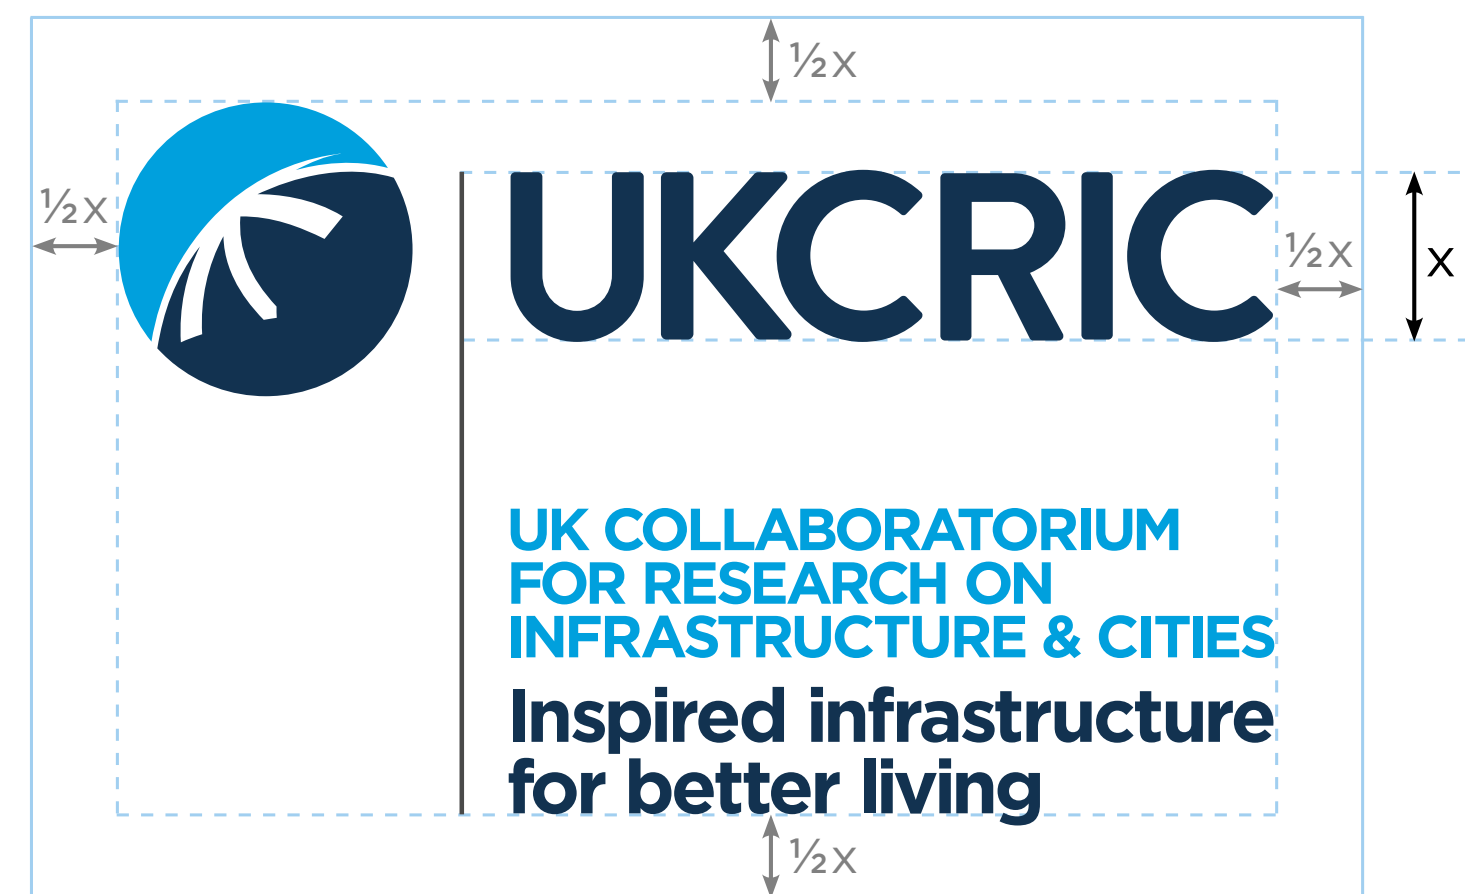 ½x
½x
UKCRIC
½x
x
UK COLLABORATORIUM
FOR RESEARCH ON
INFRASTRUCTURE & CITIES
Inspired infrastructure
for better living
½x